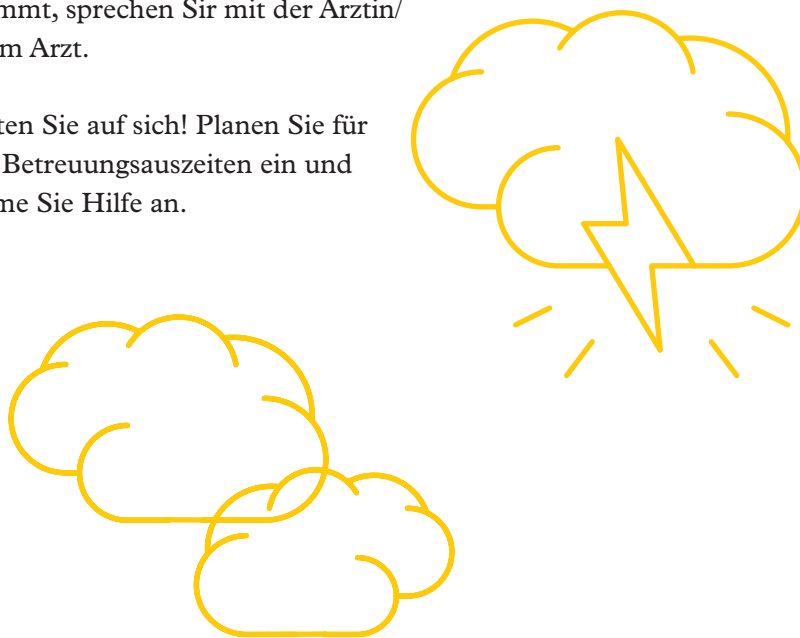 mmt, sprechen Sir mit der Arztin/
m Arzt.
ten Sie auf sich! Planen Sie für
Betreuungsauszeiten ein und
me Sie Hilfe an.